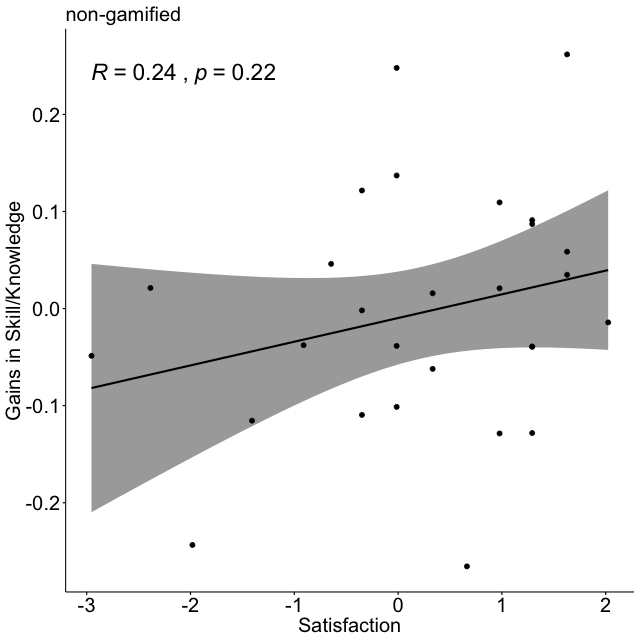 non-gamified
R = 0.24 , p = 0.22
Gains in Skill/Knowledge
0.2
0.1
0.0
-0.1
-0.2
-3 -2 -1 0 1 2
Satisfaction